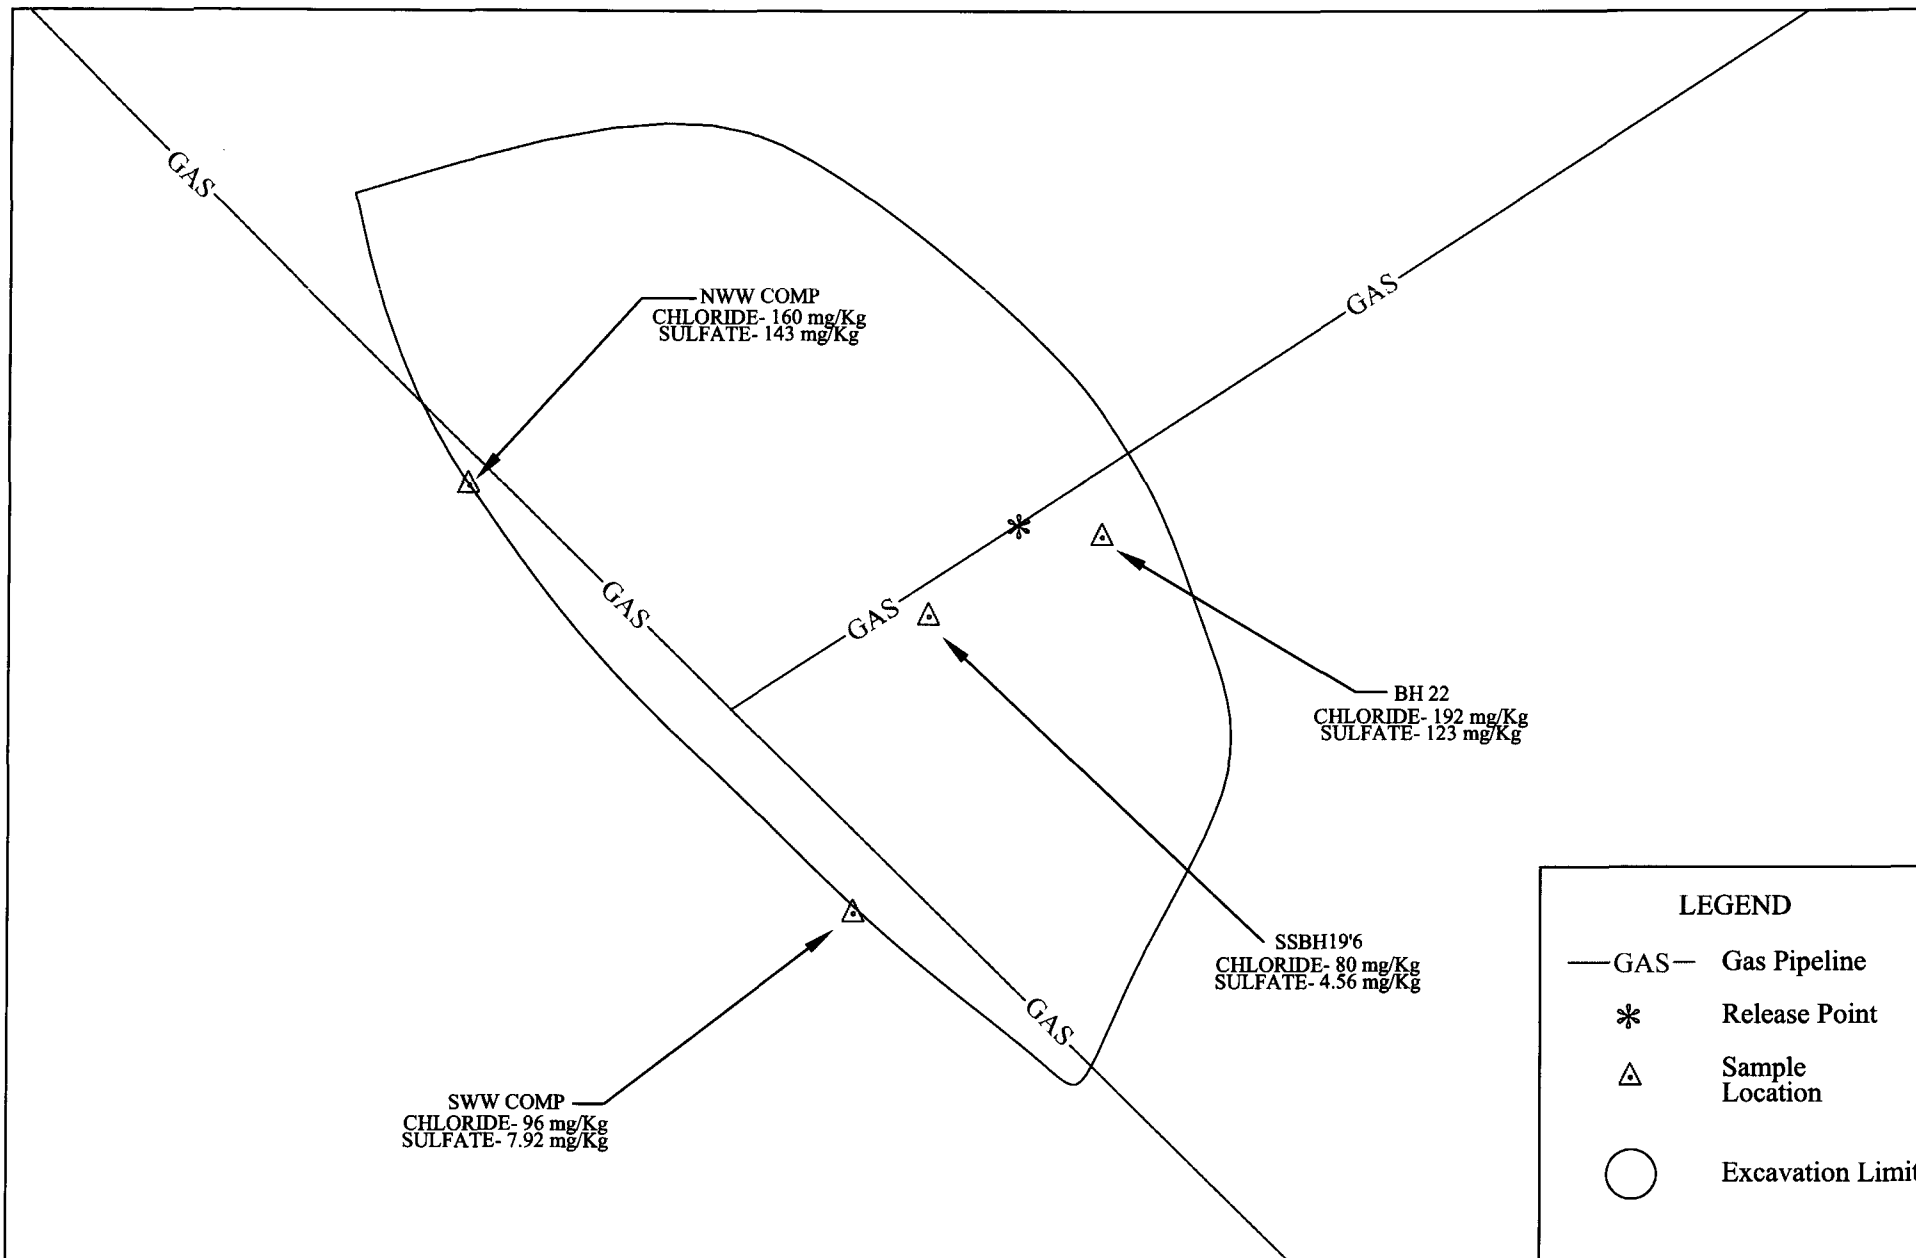 GAS
NWW COMP
CHLORIDE- 160 mg/Kg
SULFATE- 143 mg/Kg
GAS
GAS
GAS
BH 22
CHLORIDE- 192 mg/Kg
SULFATE- 123 mg/Kg
SSBH19'6
CHLORIDE- 80 mg/Kg
SULFATE- 4.56 mg/Kg
GAS
SWW COMP
CHLORIDE- 96 mg/Kg
SULFATE- 7.92 mg/Kg
LEGEND
GAS Gas Pipeline
Release Point
Sample
Location
Excavation Limit